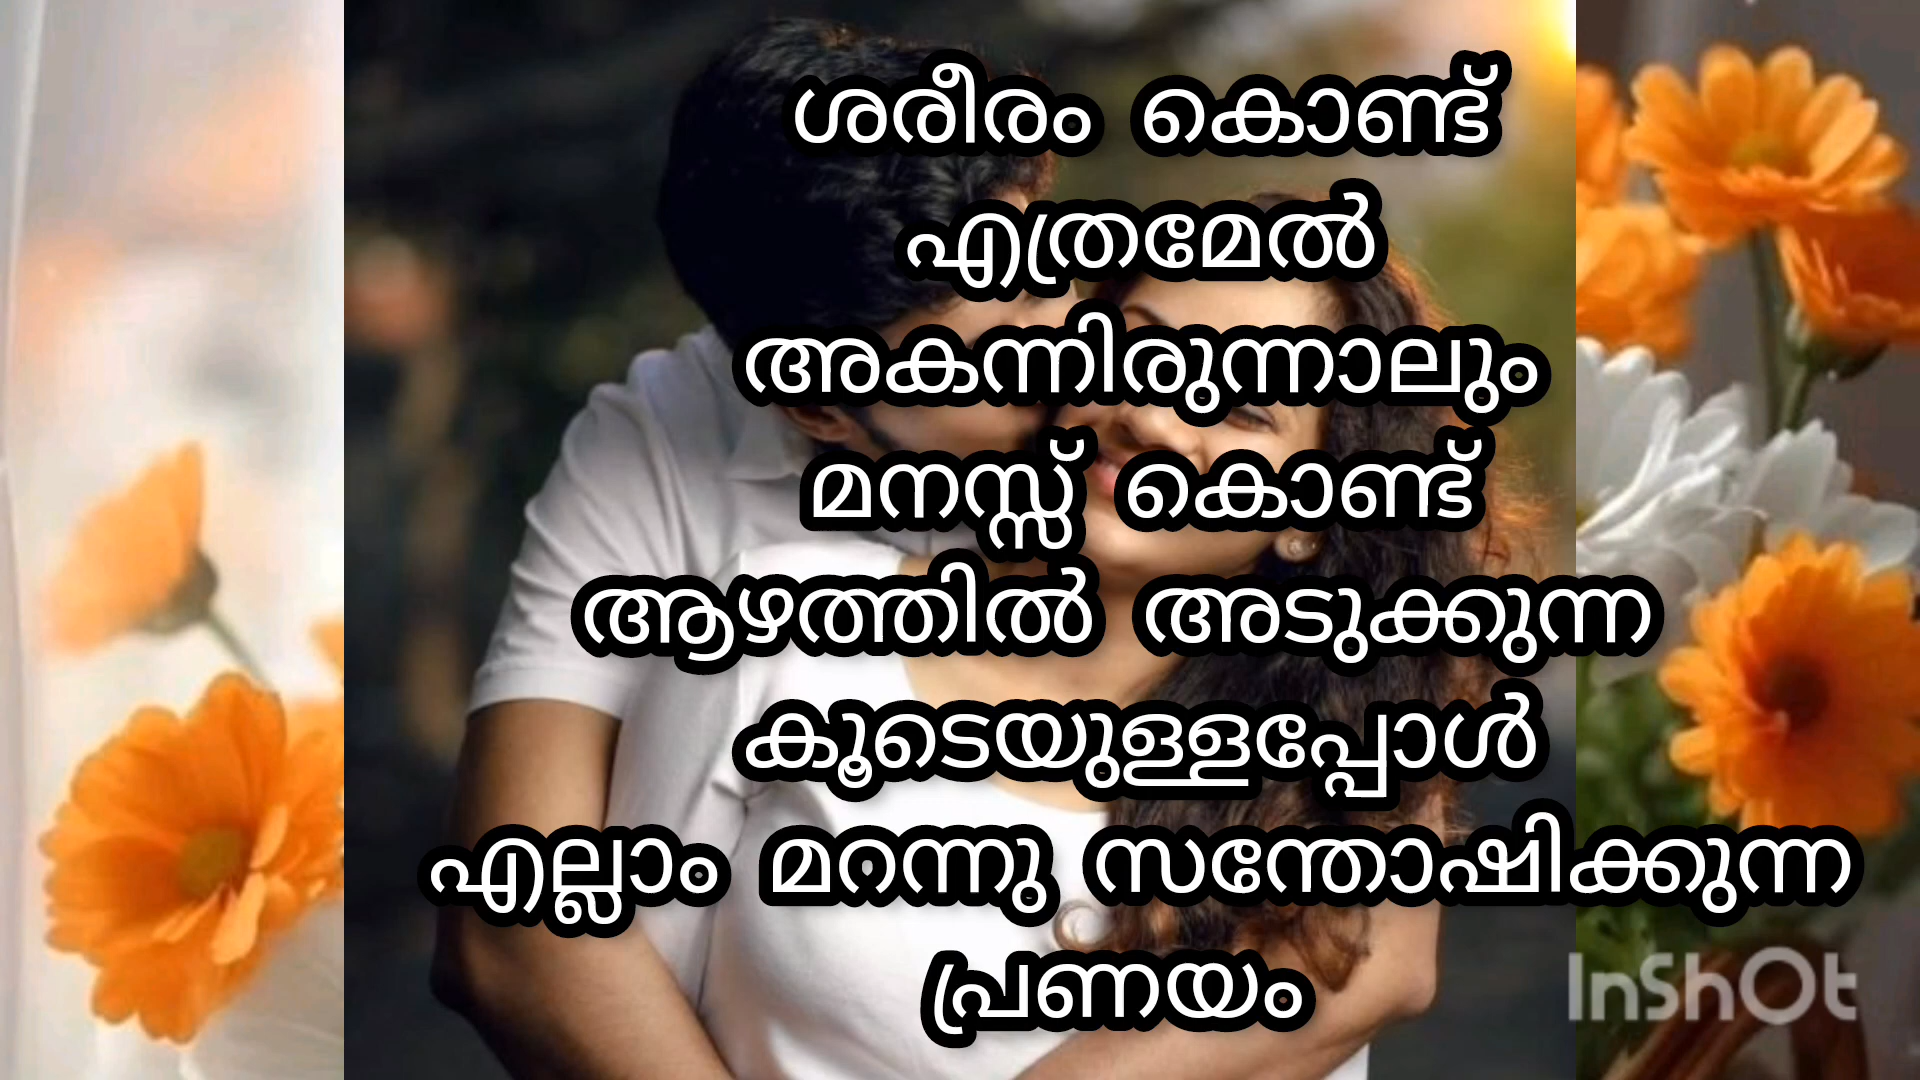 ശരീരം കൊണ്ട്
എത്രമേൽ
അകന്നിരുന്നാലും
മനസ്സ് കൊണ്ട്
ആഴത്തിൽ അടുക്കുന്ന
കൂടെയുള്ളപ്പോൾ
എല്ലാം മറന്നു സന്തോഷിക്കുന്ന
പ്രണയം
InShOt